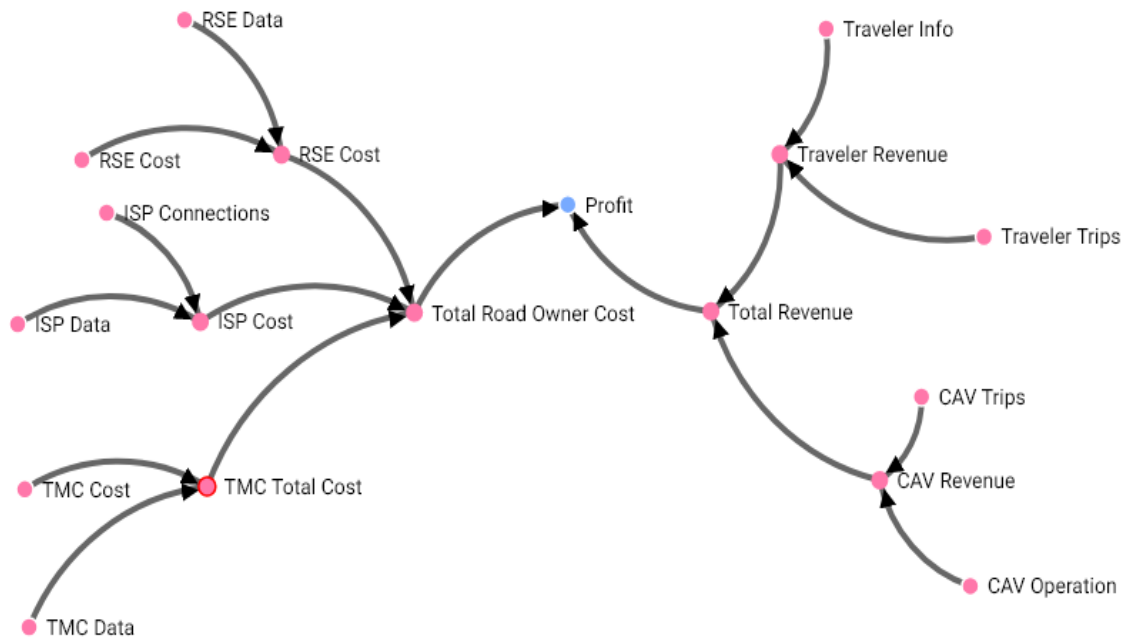 RSE Data
Traveler Info
RSE Cost
RSE Cost
Traveler Revenue
ISP Connections
Profit
Traveler Trips
ISP Data
ISP Cost
Total Road Owner Cost
Total Revenue
CAV Trips
TMC Cost
TMC Total Cost
CAV Revenue
CAV Operation
TMC Data